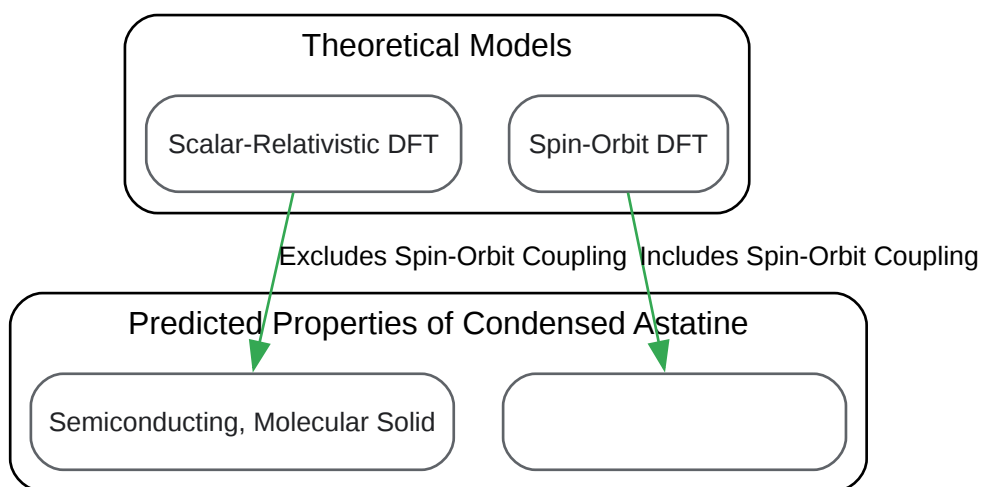 Theoretical Models
Scalar-Relativistic DFT
Spin-Orbit DFT
Excludes Spin-Orbit Coupling
Includes Spin-Orbit Coupling
Predicted Properties of Condensed Astatine
Semiconducting, Molecular Solid